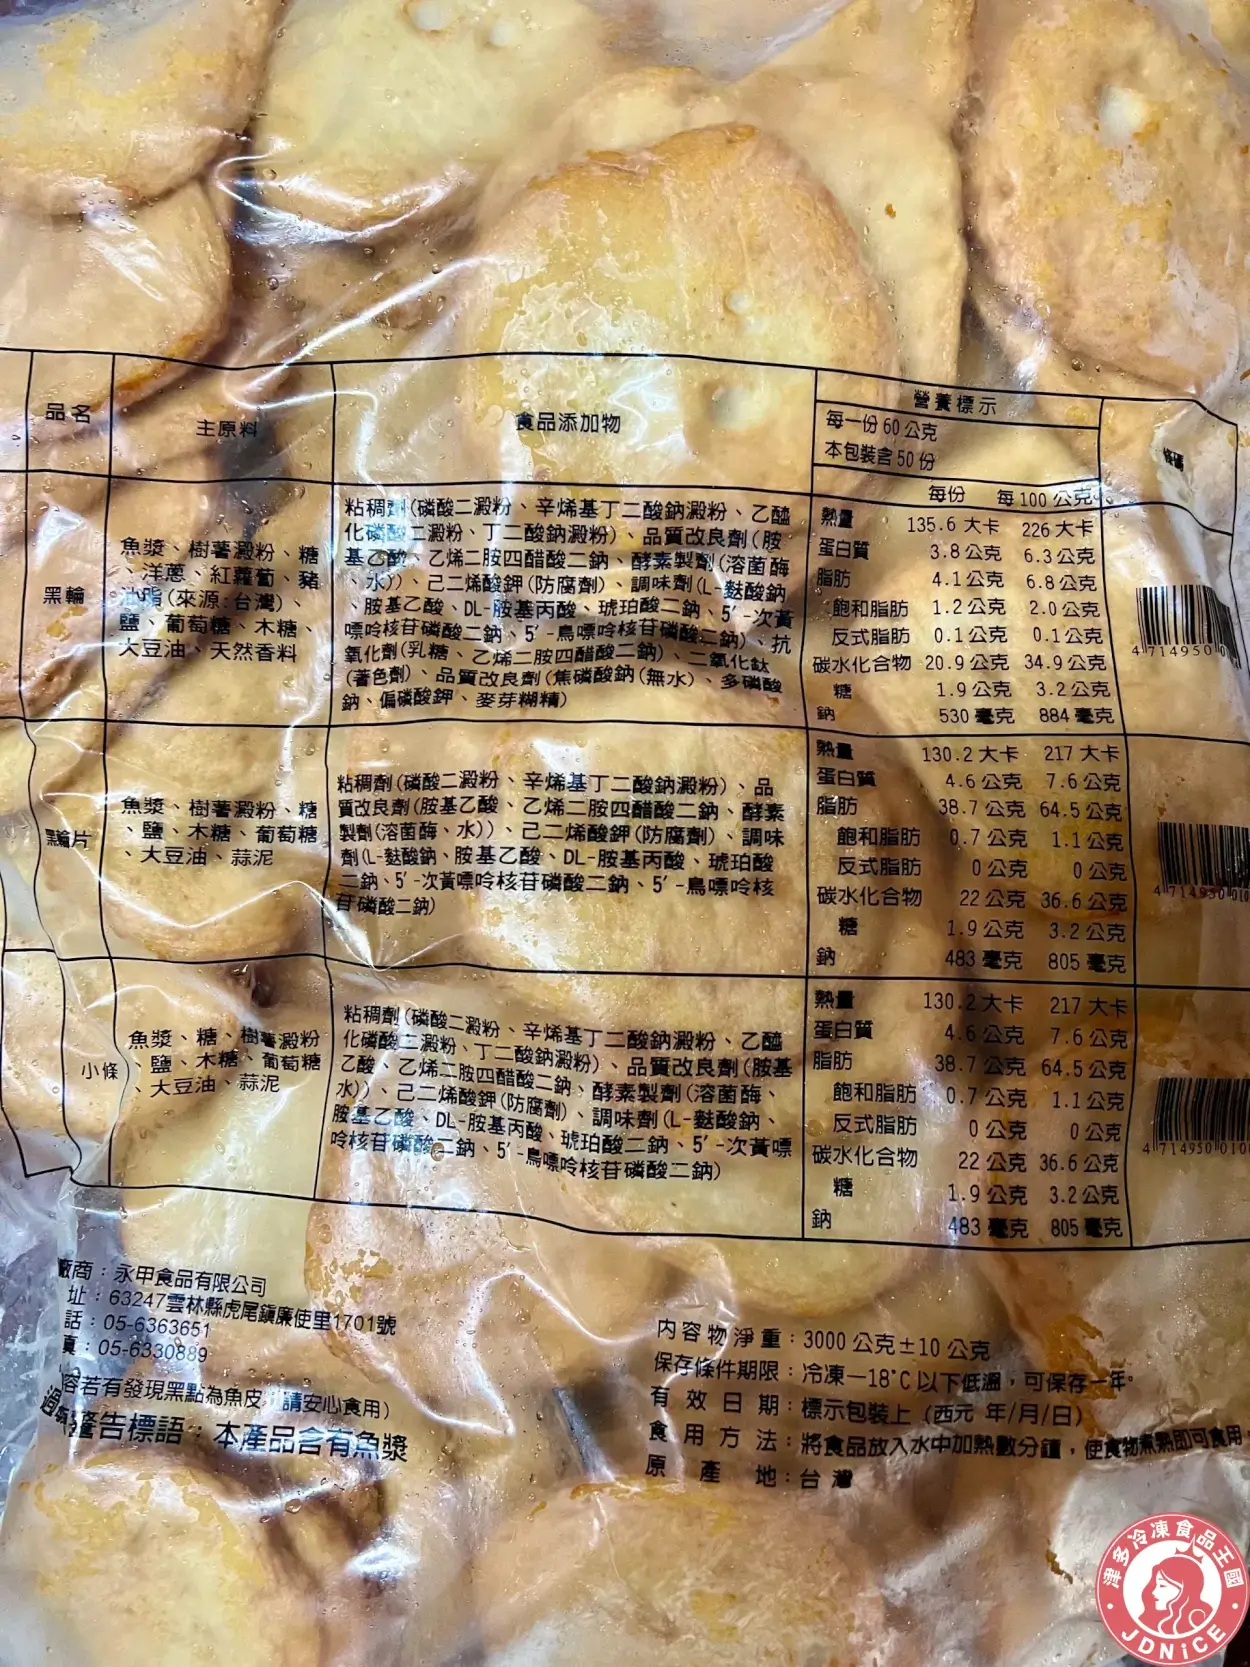 品名
主原料
食品添加物
營養標示
每一份 60 公克
本包裝含 50 份
每份 每 100 公克
黑輪
魚漿、樹薯澱粉、糖
、洋蔥、紅蘿蔔、豬
油脂(來源:台灣)、
鹽、葡萄糖、木糖、
大豆油、天然香料
粘稠劑(磷酸二澱粉、辛烯基丁二酸鈉澱粉、乙醯
化磷酸二澱粉、丁二酸鈉澱粉)、品質改良劑(胺
基乙酸、乙烯二胺四醋酸二鈉、酵素製劑(溶菌酶
、水))、己二烯酸鉀(防腐劑)、調味劑(L-麩酸鈉
、胺基乙酸、DL-胺基丙酸、琥珀酸二鈉、5'-次黃
嘌呤核苷磷酸二鈉、5'-鳥嘌呤核苷磷酸二鈉)、抗
氧化劑(乳糖、乙烯二胺四醋酸二鈉)、二氧化鈦
(著色劑)、品質改良劑(焦磷酸鈉(無水)、多磷酸
鈉、偏磷酸鉀、麥芽糊精)
熱量 135.6 大卡 226 大卡
蛋白質 3.8 公克 6.3 公克
脂肪 4.1 公克 6.8 公克
飽和脂肪 1.2 公克 2.0 公克
反式脂肪 0.1 公克 0.1 公克
碳水化合物 20.9 公克 34.9 公克
糖 1.9 公克 3.2 公克
鈉 530 毫克 884 毫克
4 714950 0
黑輪片
魚漿、樹薯澱粉、糖
、鹽、木糖、葡萄糖
、大豆油、蒜泥
粘稠劑(磷酸二澱粉、辛烯基丁二酸鈉澱粉)、品
質改良劑(胺基乙酸、乙烯二胺四醋酸二鈉、酵素
製劑(溶菌酶、水))、己二烯酸鉀(防腐劑)、調味
劑(L-麩酸鈉、胺基乙酸、DL-胺基丙酸、琥珀酸
二鈉、5'-次黃嘌呤核苷磷酸二鈉、5'-鳥嘌呤核
苷磷酸二鈉)
熱量 130.2 大卡 217 大卡
蛋白質 4.6 公克 7.6 公克
脂肪 38.7 公克 64.5 公克
飽和脂肪 0.7 公克 1.1 公克
反式脂肪 0 公克 0 公克
碳水化合物 22 公克 36.6 公克
糖 1.9 公克 3.2 公克
鈉 483 毫克 805 毫克
4 714950 010
小條
魚漿、糖、樹薯澱粉
、鹽、木糖、葡萄糖
、大豆油、蒜泥
粘稠劑(磷酸二澱粉、辛烯基丁二酸鈉澱粉、乙醯
化磷酸二澱粉、丁二酸鈉澱粉)、品質改良劑(胺基
乙酸、乙烯二胺四醋酸二鈉、酵素製劑(溶菌酶、
水))、己二烯酸鉀(防腐劑)、調味劑(L-麩酸鈉、
胺基乙酸、DL-胺基丙酸、琥珀酸二鈉、5'-次黃嘌
呤核苷磷酸二鈉、5'-鳥嘌呤核苷磷酸二鈉)
熱量 130.2 大卡 217 大卡
蛋白質 4.6 公克 7.6 公克
脂肪 38.7 公克 64.5 公克
飽和脂肪 0.7 公克 1.1 公克
反式脂肪 0 公克 0 公克
碳水化合物 22 公克 36.6 公克
糖 1.9 公克 3.2 公克
鈉 483 毫克 805 毫克
4 714950 010
廠商:永甲食品有限公司
址:63247雲林縣虎尾鎮廉使里1701號
話:05-6363651
真:05-6330889
容若有發現黑點為魚皮,請安心食用)
警告標語:本產品含有魚漿
內容物淨重:3000 公克±10 公克
保存條件期限:冷凍-18°C以下低溫,可保存一年。
有效日期:標示包裝上(西元 年/月/日)
食用方法:將食品放入水中加熱數分鐘,使食物煮熟即可食用
原產地:台灣
津多冷凍食品王國
JDNiCE